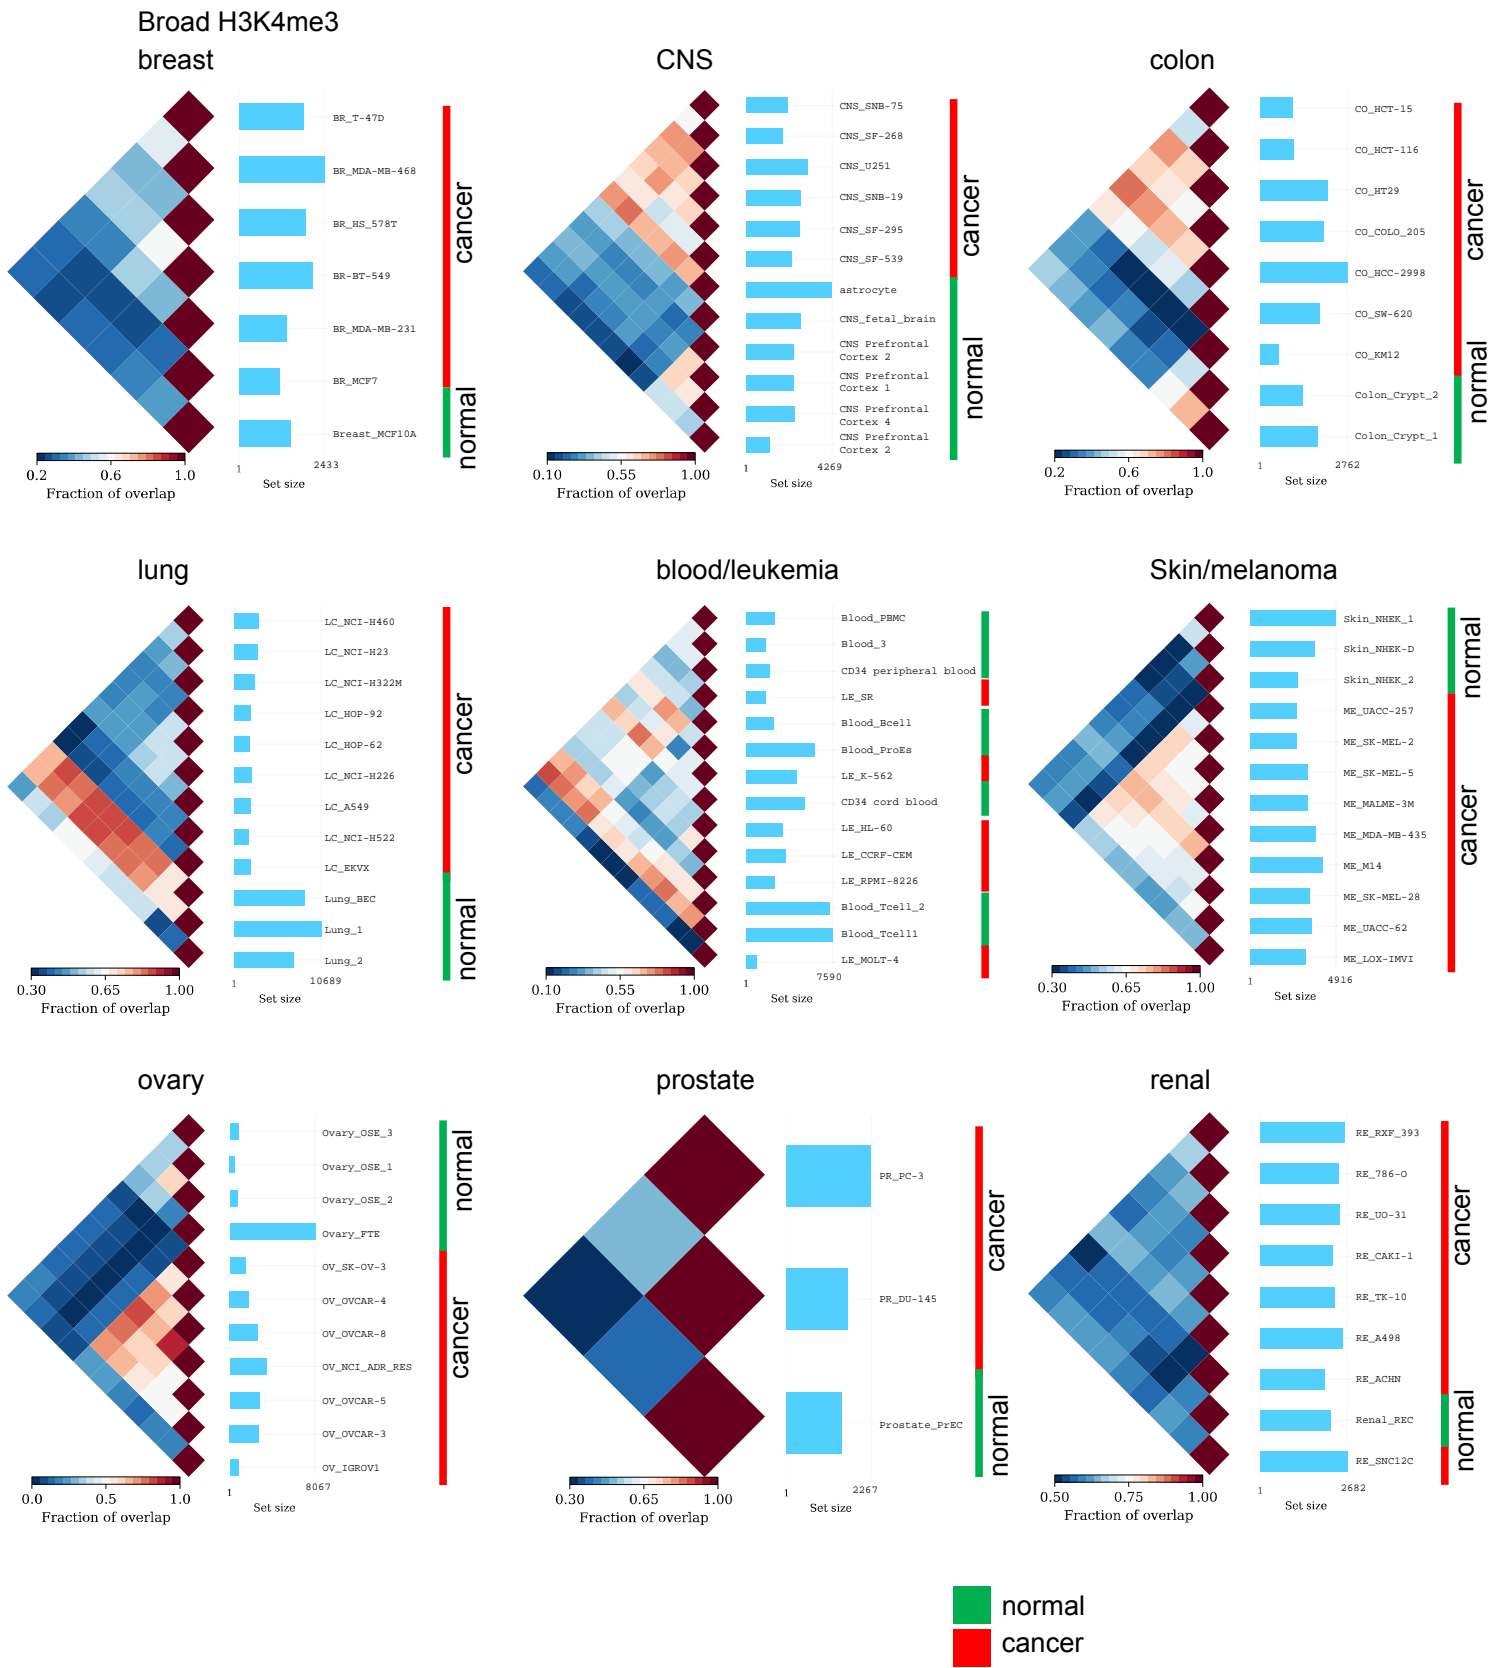 Broad H3K4me3
breast
BR_T-47D
BR_MDA-MB-468
BR_HS_578T
BR-BT-549
BR_MDA-MB-231
BR_MCF7
Breast_MCF10A
cancer
normal
0.2 0.6 1.0
Fraction of overlap
1 2433
Set size
CNS
CNS_SNB-75
CNS_SF-268
CNS_U251
CNS_SNB-19
CNS_SF-295
CNS_SF-539
astrocyte
CNS_fetal_brain
CNS Prefrontal
Cortex 2
CNS Prefrontal
Cortex 1
CNS Prefrontal
Cortex 4
CNS Prefrontal
Cortex 2
cancer
normal
0.10 0.55 1.00
Fraction of overlap
1 4269
Set size
colon
CO_HCT-15
CO_HCT-116
CO_HT29
CO_COLO_205
CO_HCC-2998
CO_SW-620
CO_KM12
Colon_Crypt_2
Colon_Crypt_1
cancer
normal
0.2 0.6 1.0
Fraction of overlap
1 2762
Set size
lung
LC_NCI-H460
LC_NCI-H23
LC_NCI-H322M
LC_HOP-92
LC_HOP-62
LC_NCI-H226
LC_A549
LC_NCI-H522
LC_EKVX
Lung_BEC
Lung_1
Lung_2
cancer
normal
0.30 0.65 1.00
Fraction of overlap
1 10689
Set size
blood/leukemia
Blood_PBMC
Blood_3
CD34 peripheral blood
LE_SR
Blood_Bcell
Blood_ProEs
LE_K-562
CD34 cord blood
LE_HL-60
LE_CCRF-CEM
LE_RPMI-8226
Blood_Tcell_2
Blood_Tcell1
LE_MOLT-4
0.10 0.55 1.00
Fraction of overlap
1 7590
Set size
Skin/melanoma
Skin_NHEK_1
Skin_NHEK-D
Skin_NHEK_2
ME_UACC-257
ME_SK-MEL-2
ME_SK-MEL-5
ME_MALME-3M
ME_MDA-MB-435
ME_M14
ME_SK-MEL-28
ME_UACC-62
ME_LOX-IMVI
normal
cancer
0.30 0.65 1.00
Fraction of overlap
1 4916
Set size
ovary
Ovary_OSE_3
Ovary_OSE_1
Ovary_OSE_2
Ovary_FTE
OV_SK-OV-3
OV_OVCAR-4
OV_OVCAR-8
OV_NCI_ADR_RES
OV_OVCAR-5
OV_OVCAR-3
OV_IGROV1
normal
cancer
0.0 0.5 1.0
Fraction of overlap
1 8067
Set size
prostate
PR_PC-3
PR_DU-145
Prostate_PrEC
cancer
normal
0.30 0.65 1.00
Fraction of overlap
1 2267
Set size
renal
RE_RXF_393
RE_786-O
RE_UO-31
RE_CAKI-1
RE_TK-10
RE_A498
RE_ACHN
Renal_REC
RE_SNC12C
cancer
normal
0.50 0.75 1.00
Fraction of overlap
1 2682
Set size
normal
cancer